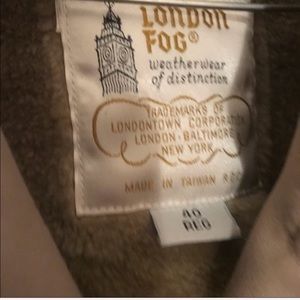 LONDON
FOG®
weatherwear
of distinction
TRADEMARKS OF
LONDONTOWN CORPORATION
LONDON·BALTIMORE
NEW YORK
MADE IN TAIWAN R.O.C
40
REG